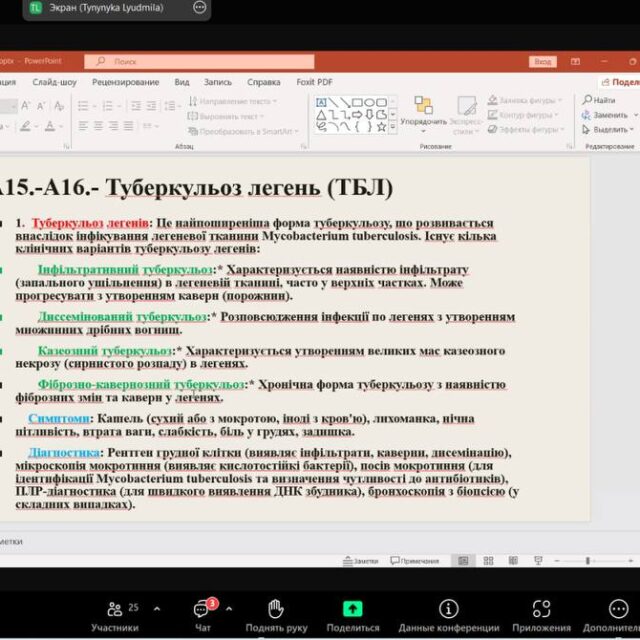 TL Экран (Tynynyka Lyudmila)
pptx - PowerPoint
Поиск
Вход
ация Слайд-шоу Рецензирование Вид Запись Справка Foxit PDF
Подел
Направление текста
Выровнять текст
Преобразовать в SmartArt
Абзац
Упорядочить
Экспресс-
стили
Заливка фигуры
Контур фигуры
Эффекты фигуры
Рисование
Найти
Заменить
Выделить
Редактирование
А15.-А16.- Туберкульоз легень (ТБЛ)
1. Туберкульоз легенів: Це найпоширеніша форма туберкульозу, що розвивається
внаслідок інфікування легеневої тканини Mycobacterium tuberculosis. Існує кілька
клінічних варіантів туберкульозу легенів:
Інфільтративний туберкульоз:* Характеризується наявністю інфільтрату
(запального ущільнення) в легеневій тканині, часто у верхніх частках. Може
прогресувати з утворенням каверн (порожнин).
Диссемінований туберкульоз:* Розповсюдження інфекції по легенях з утворенням
множинних дрібних вогнищ.
Казеозний туберкульоз:* Характеризується утворенням великих мас казеозного
некрозу (сирнистого розпаду) в легенях.
Фіброзно-кавернозний туберкульоз:* Хронічна форма туберкульозу з наявністю
фіброзних змін та каверн у легенях.
Симптоми: Кашель (сухий або з мокротою, іноді з кров'ю), лихоманка, нічна
пітливість, втрата ваги, слабкість, біль у грудях, задишка.
Діагностика: Рентген грудної клітки (виявляє інфільтрати, каверни, дисемінацію),
мікроскопія мокротиння (виявляє кислотостійкі бактерії), посів мокротиння (для
ідентифікації Mycobacterium tuberculosis та визначення чутливості до антибіотиків),
ПЛР-діагностика (для швидкого виявлення ДНК збудника), бронхоскопія з біопсією (у
складних випадках).
метки
Заметки Примечания
25
3
Участники Чат Поднять руку Поделиться Данные конференции Приложения Дополнител